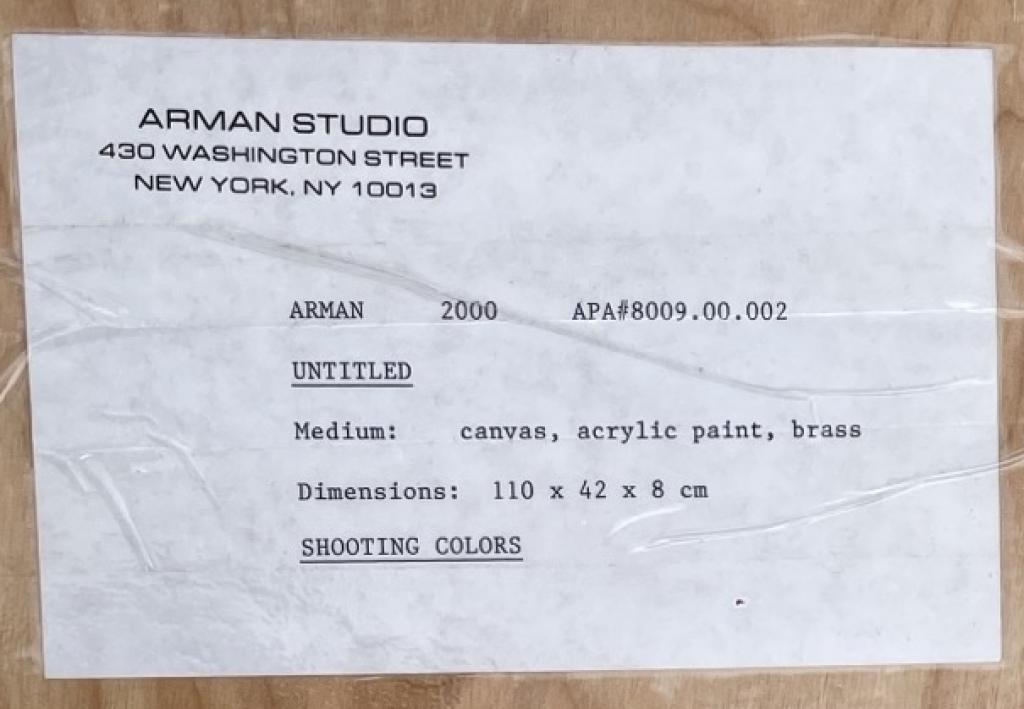 ARMAN STUDIO
430 WASHINGTON STREET
NEW YORK, NY 10013
ARMAN 2000 APA#8009.00.002
UNTITLED
Medium: canvas, acrylic paint, brass
Dimensions: 110 x 42 x 8 cm
SHOOTING COLORS